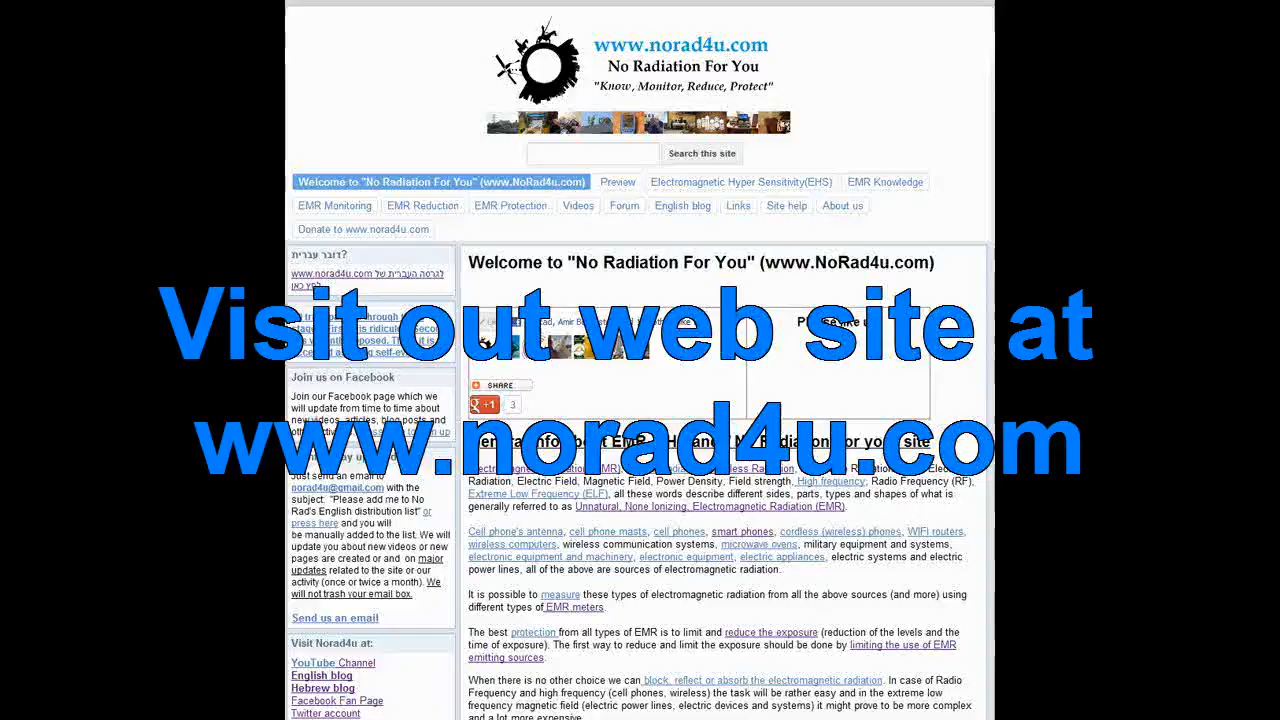 www.norad4u.com
No Radiation For You
"Know, Monitor, Reduce, Protect"
Search this site
Welcome to "No Radiation For You" (www.NoRad4u.com)
Preview
Electromagnetic Hyper Sensitivity(EHS)
EMR Knowledge
EMR Monitoring
EMR Reduction
EMR Protection
Videos
Forum
English blog
Links
Site help
About us
Donate to www.norad4u.com
דובר עברית?
לגרסה העברית של www.norad4u.com
לחץ כאן
Join us on Facebook
Join our Facebook page which we
will update from time to time about
new videos, articles, blog posts and
Just send an email to
norad4u@gmail.com with the
subject: "Please add me to No
Rad's English distribution list" or
press here and you will
be manually added to the list. We will
update you about new videos or new
pages are created or and on major
updates related to the site or our
activity (once or twice a month). We
will not trash your email box.
Send us an email
Visit Norad4u at:
YouTube Channel
English blog
Hebrew blog
Facebook Fan Page
Twitter account
Welcome to "No Radiation For You" (www.NoRad4u.com)
SHARE
+1
3
Visit out web site at
www.norad4u.com
Radiation, Electric Field, Magnetic Field, Power Density, Field strength, High frequency, Radio Frequency (RF),
Extreme Low Frequency (ELF), all these words describe different sides, parts, types and shapes of what is
generally referred to as Unnatural, None Ionizing, Electromagnetic Radiation (EMR).
Cell phone's antenna, cell phone masts, cell phones, smart phones, cordless (wireless) phones, WIFI routers,
wireless computers, wireless communication systems, microwave ovens, military equipment and systems,
electronic equipment and machinery, electronic equipment, electric appliances, electric systems and electric
power lines, all of the above are sources of electromagnetic radiation.
It is possible to measure these types of electromagnetic radiation from all the above sources (and more) using
different types of EMR meters.
The best protection from all types of EMR is to limit and reduce the exposure (reduction of the levels and the
time of exposure). The first way to reduce and limit the exposure should be done by limiting the use of EMR
emitting sources.
When there is no other choice we can block, reflect or absorb the electromagnetic radiation. In case of Radio
Frequency and high frequency (cell phones, wireless) the task will be rather easy and in the extreme low
frequency magnetic field (electric power lines, electric devices and systems) it might prove to be more complex
and a lot more expensive.